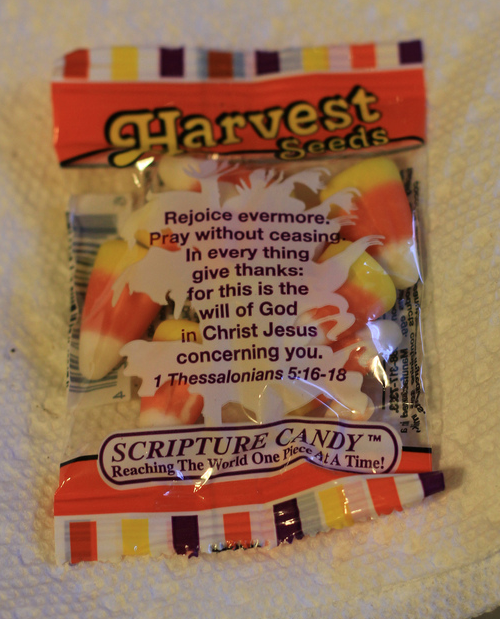 Harvest
Seeds
Rejoice evermore.
Pray without ceasing.
In every thing
give thanks:
for this is the
will of God
in Christ Jesus
concerning you.
1 Thessalonians 5:16-18
SCRIPTURE CANDY™
Reaching The World One Piece At A Time!